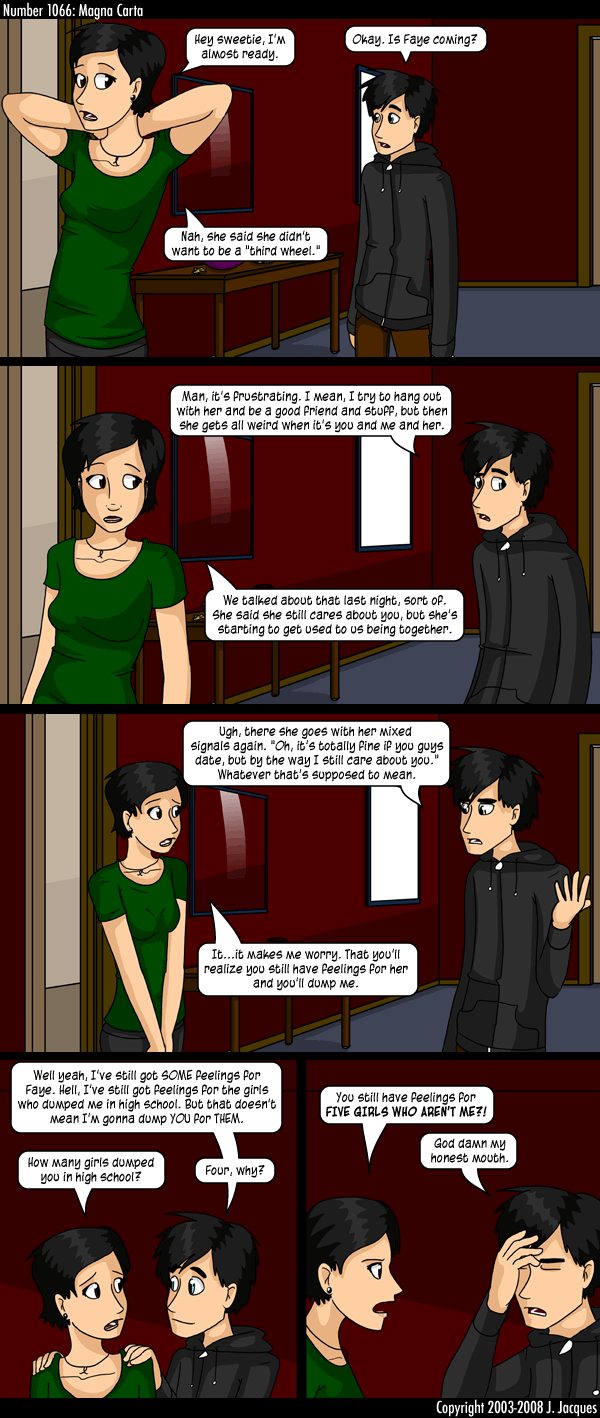 Number 1066: Magna Carta
Hey sweetie, I'm
almost ready.
Okay. Is Faye coming?
Nah, she said she didn't
want to be a "third wheel."
Man, it's frustrating. I mean, I try to hang out
with her and be a good friend and stuff, but then
she gets all weird when it's you and me and her.
We talked about that last night, sort of.
She said she still cares about you, but she's
starting to get used to us being together.
Ugh, there she goes with her mixed
signals again. "Oh, it's totally fine if you guys
date, but by the way I still care about you."
Whatever that's supposed to mean.
It...it makes me worry. That you'll
realize you still have feelings for her
and you'll dump me.
Well yeah, I've still got SOME feelings for
Faye. Hell, I've still got feelings for the girls
who dumped me in high school. But that doesn't
mean I'm gonna dump YOU for THEM.
How many girls dumped
you in high school?
Four, why?
You still have feelings for
FIVE GIRLS WHO AREN'T ME?!
God damn my
honest mouth.
Copyright 2003-2008 J. Jacques